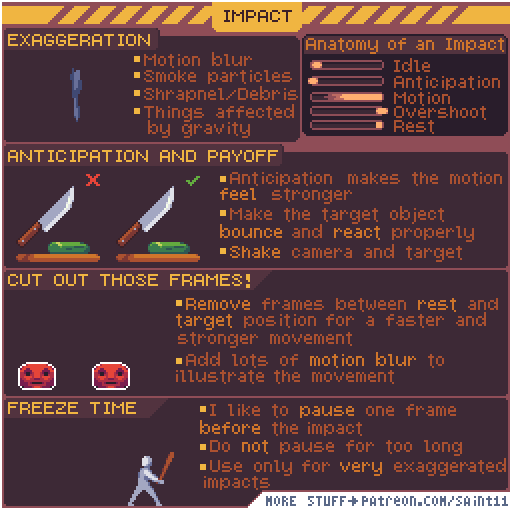 IMPACT
EXAGGERATION
Motion blur
Smoke particles
Shrapnel/Debris
Things affected
by gravity
Anatomy of an Impact
Idle
Anticipation
Motion
Overshoot
Rest
ANTICIPATION AND PAYOFF
Anticipation makes the motion
feel stronger
Make the target object
bounce and react properly
Shake camera and target
CUT OUT THOSE FRAMES!
Remove frames between rest and
target position for a faster and
stronger movement
Add lots of motion blur to
illustrate the movement
FREEZE TIME
I like to pause one frame
before the impact
Do not pause for too long
Use only for very exaggerated
impacts
MORE STUFF→PATREON.COM/SAINT11